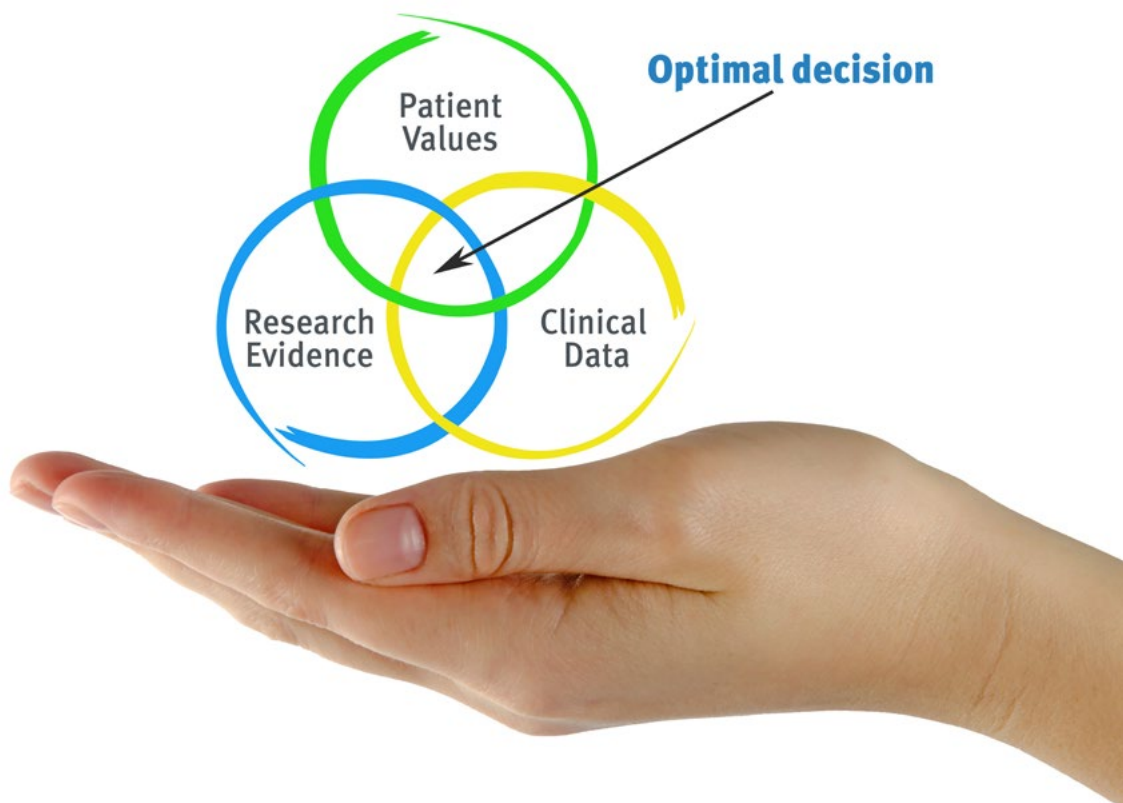 Optimal decision
Patient
Values
Research
Evidence
Clinical
Data